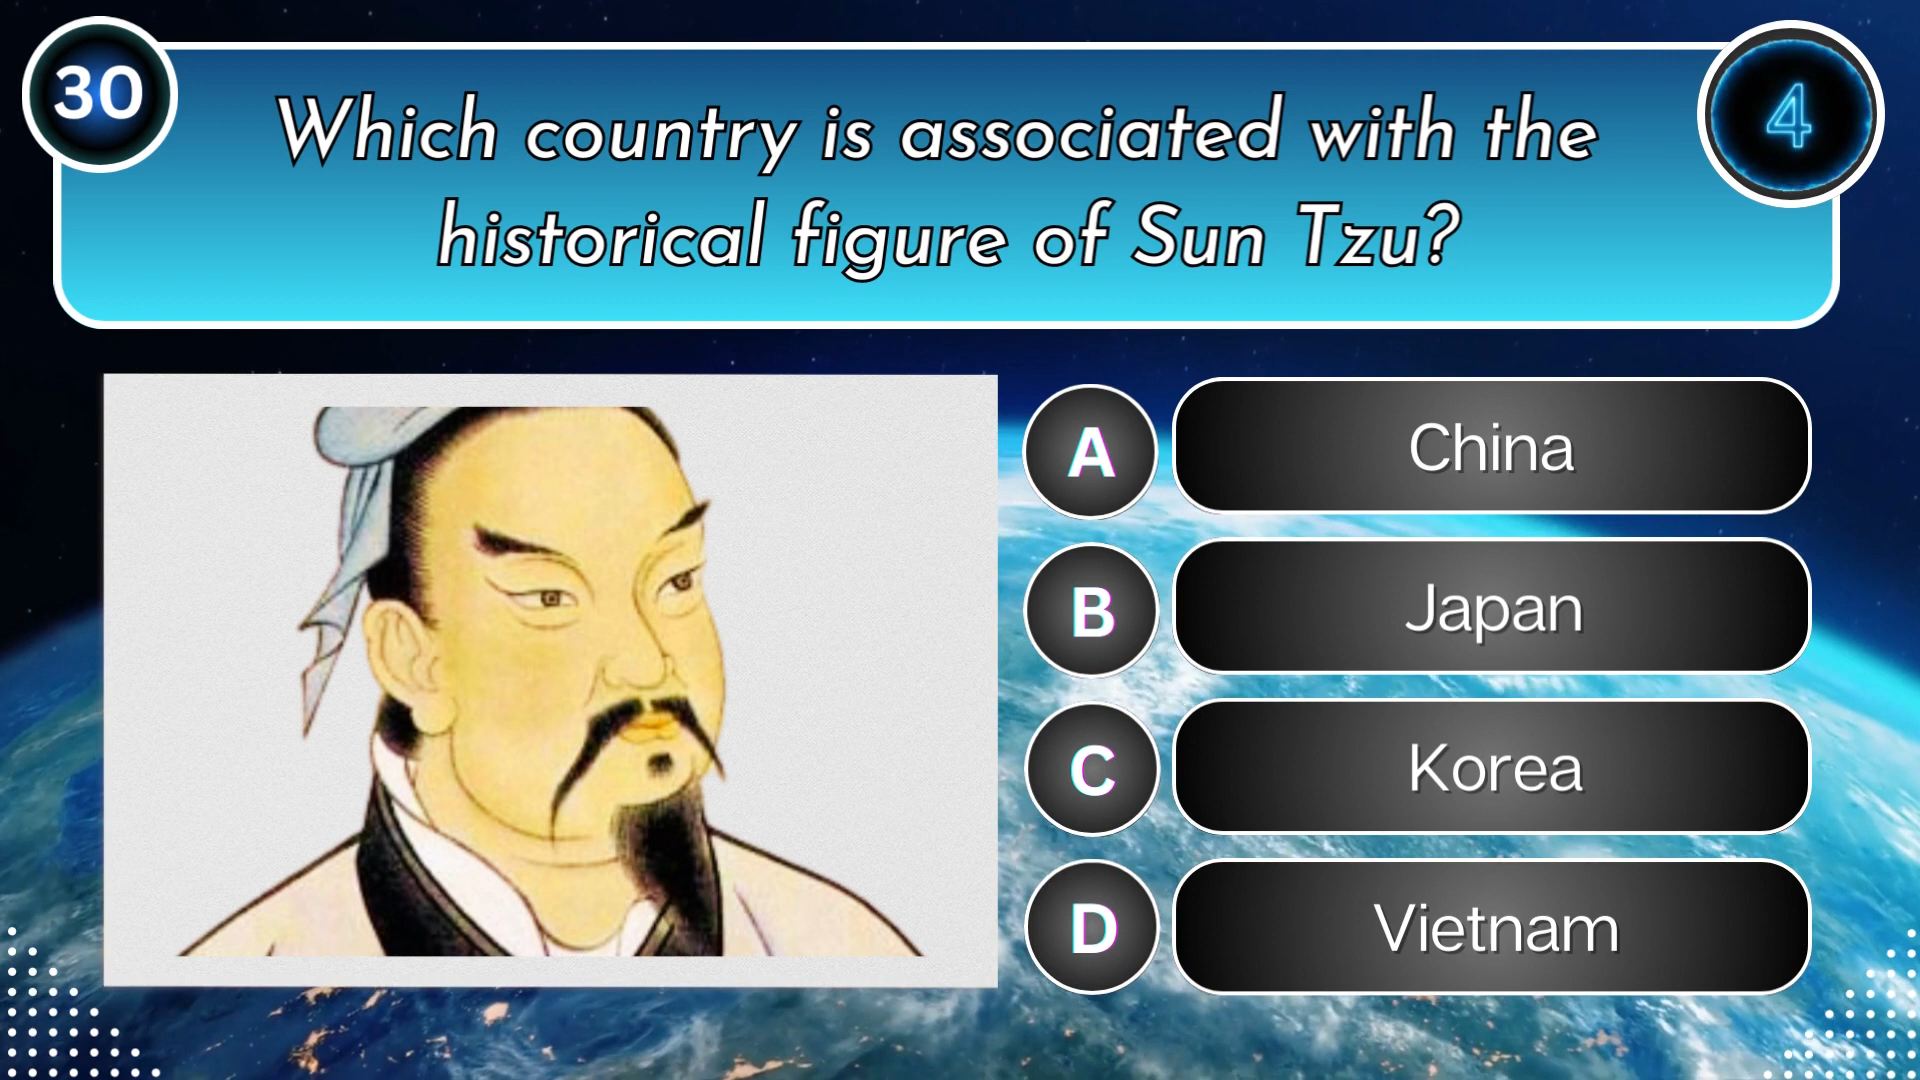 30
Which country is associated with the
historical figure of Sun Tzu?
4
A China
B Japan
C Korea
D Vietnam